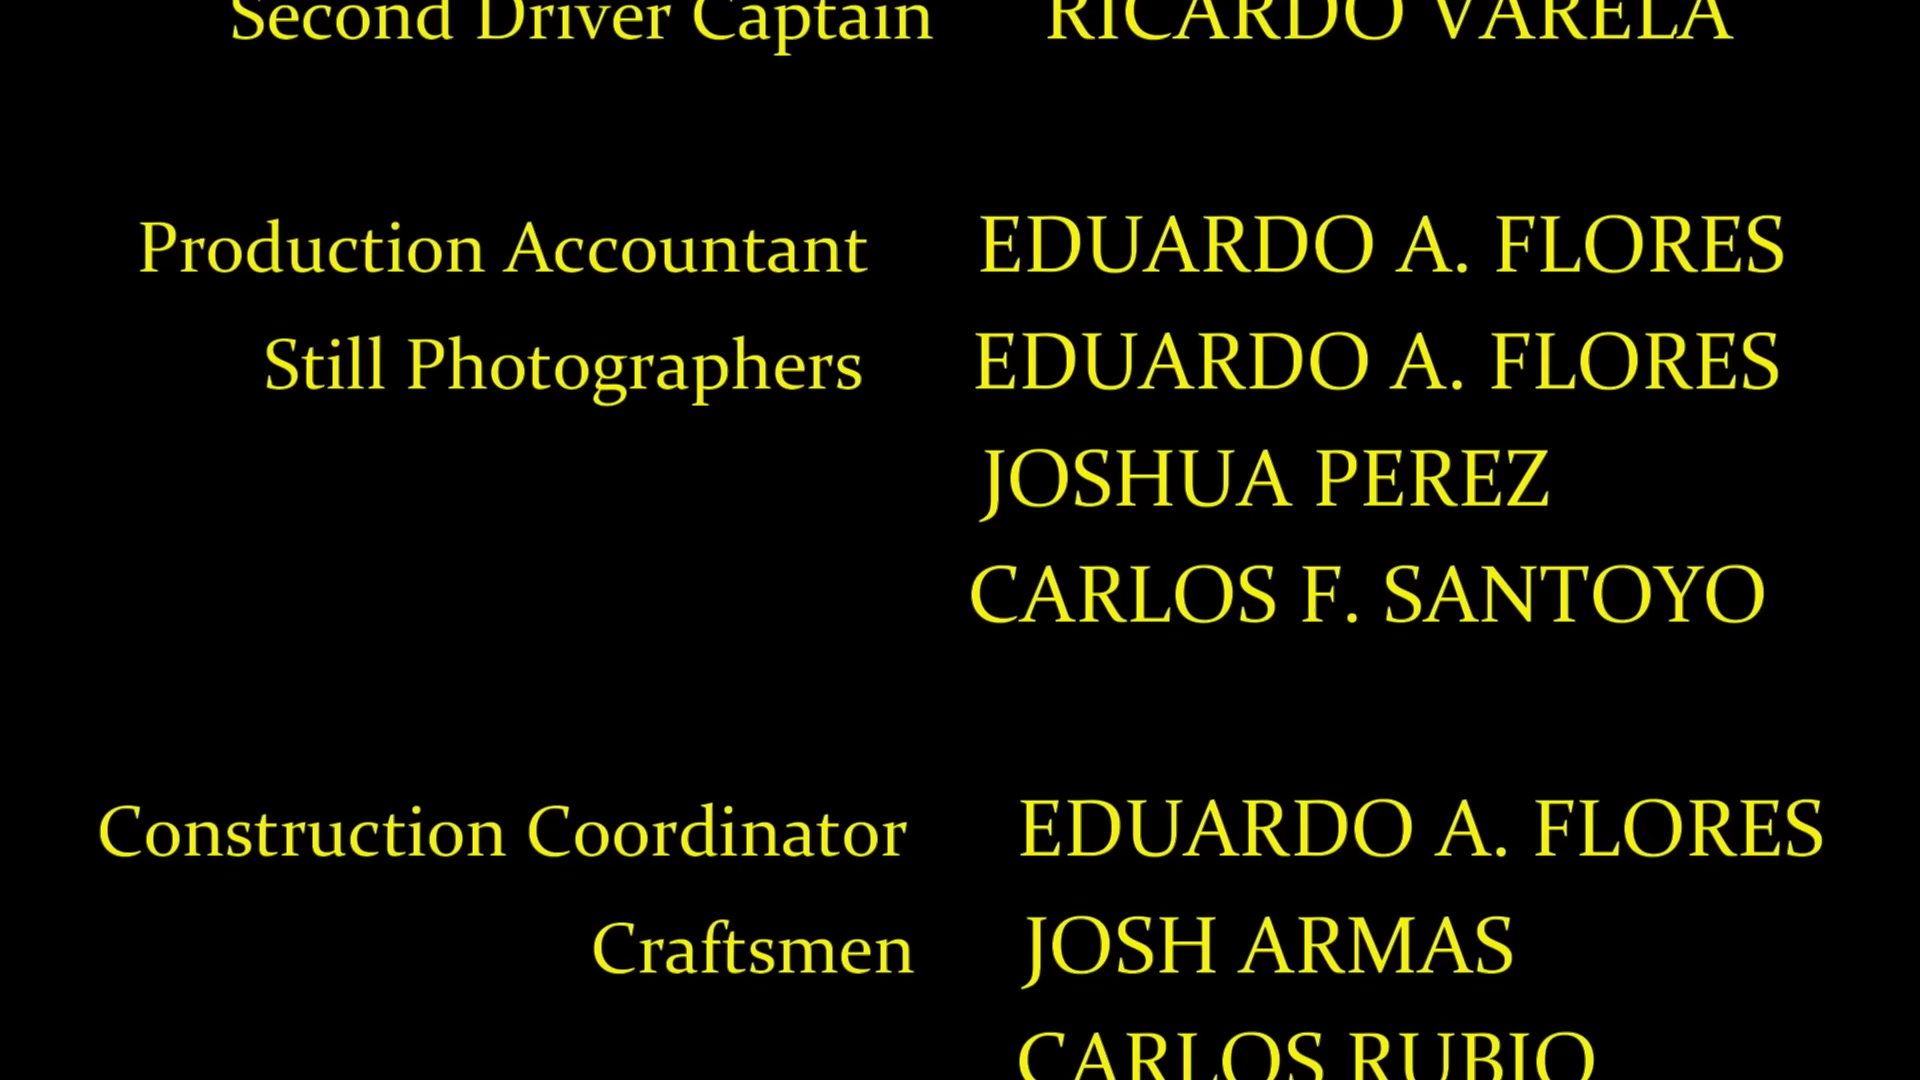 Second Driver Captain RICARDO VARELA
Production Accountant EDUARDO A. FLORES
Still Photographers EDUARDO A. FLORES
JOSHUA PEREZ
CARLOS F. SANTOYO
Construction Coordinator EDUARDO A. FLORES
Craftsmen JOSH ARMAS
CARLOS RUBIO